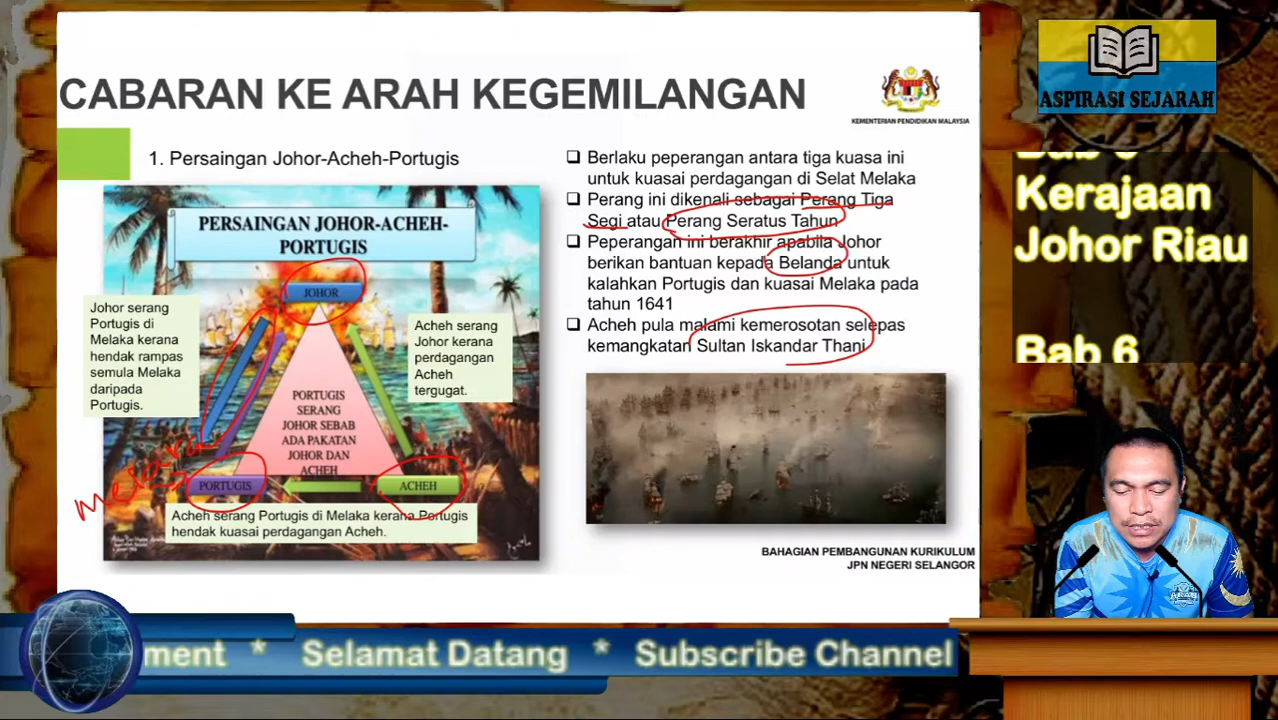 CABARAN KE ARAH KEGEMILANGAN
KEMENTERIAN PENDIDIKAN MALAYSIA
1. Persaingan Johor-Acheh-Portugis
PERSAINGAN JOHOR-ACHEH-
PORTUGIS
JOHOR
Johor serang
Portugis di
Melaka kerana
hendak rampas
semula Melaka
daripada
Portugis.
Acheh serang
Johor kerana
perdagangan
Acheh
tergugat.
PORTUGIS
SERANG
JOHOR SEBAB
ADA PAKATAN
JOHOR DAN
ACHEH
melaka
PORTUGIS
ACHEH
Acheh serang Portugis di Melaka kerana Portugis
hendak kuasai perdagangan Acheh.
Berlaku peperangan antara tiga kuasa ini
untuk kuasai perdagangan di Selat Melaka
Perang ini dikenali sebagai Perang Tiga
Segi atau Perang Seratus Tahun
Peperangan ini berakhir apabila Johor
berikan bantuan kepada Belanda untuk
kalahkan Portugis dan kuasai Melaka pada
tahun 1641
Acheh pula malami kemerosotan selepas
kemangkatan Sultan Iskandar Thani
BAHAGIAN PEMBANGUNAN KURIKULUM
JPN NEGERI SELANGOR
ASPIRASI SEJARAH
Bab 6
Kerajaan
Johor Riau
Bab 6
ment * Selamat Datang * Subscribe Channel